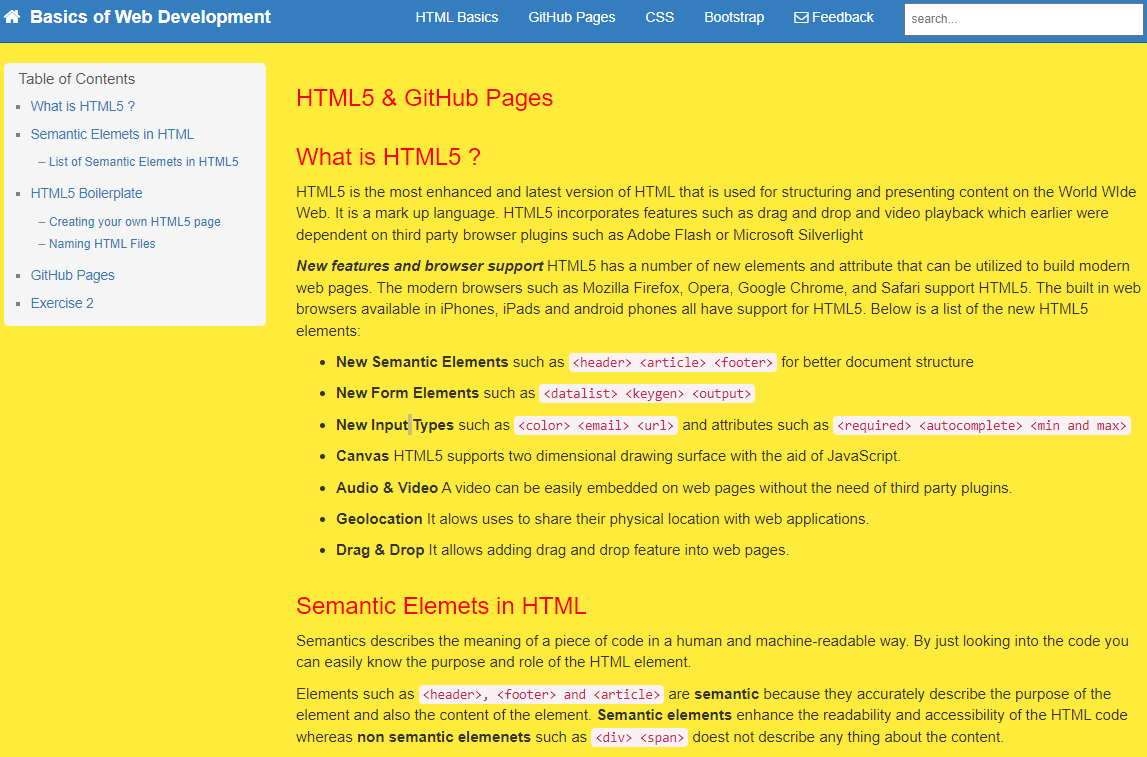 Basics of Web Development
HTML Basics GitHub Pages CSS Bootstrap Feedback search...
Table of Contents
What is HTML5 ?
Semantic Elemets in HTML
– List of Semantic Elemets in HTML5
HTML5 Boilerplate
– Creating your own HTML5 page
– Naming HTML Files
GitHub Pages
Exercise 2
HTML5 & GitHub Pages
What is HTML5 ?
HTML5 is the most enhanced and latest version of HTML that is used for structuring and presenting content on the World WIde
Web. It is a mark up language. HTML5 incorporates features such as drag and drop and video playback which earlier were
dependent on third party browser plugins such as Adobe Flash or Microsoft Silverlight
New features and browser support HTML5 has a number of new elements and attribute that can be utilized to build modern
web pages. The modern browsers such as Mozilla Firefox, Opera, Google Chrome, and Safari support HTML5. The built in web
browsers available in iPhones, iPads and android phones all have support for HTML5. Below is a list of the new HTML5
elements:
• New Semantic Elements such as <header> <article> <footer> for better document structure
• New Form Elements such as <datalist> <keygen> <output>
• New Input Types such as <color> <email> <url> and attributes such as <required> <autocomplete> <min and max>
• Canvas HTML5 supports two dimensional drawing surface with the aid of JavaScript.
• Audio & Video A video can be easily embedded on web pages without the need of third party plugins.
• Geolocation It alows uses to share their physical location with web applications.
• Drag & Drop It allows adding drag and drop feature into web pages.
Semantic Elemets in HTML
Semantics describes the meaning of a piece of code in a human and machine-readable way. By just looking into the code you
can easily know the purpose and role of the HTML element.
Elements such as <header>, <footer> and <article> are semantic because they accurately describe the purpose of the
element and also the content of the element. Semantic elements enhance the readability and accessibility of the HTML code
whereas non semantic elemenets such as <div> <span> doest not describe any thing about the content.